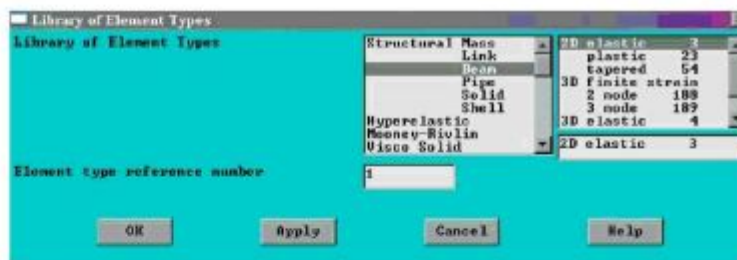 Library of Element Types
Library of Element Types
Structural Mass
Link
Beam
Pipe
Solid
Shell
Hyperelastic
Mooney-Rivlin
Visco Solid
2D elastic 3
plastic 23
tapered 54
3D finite strain
2 node 188
3 node 189
3D elastic 4
2D elastic 3
Element type reference number
1
OK
Apply
Cancel
Help